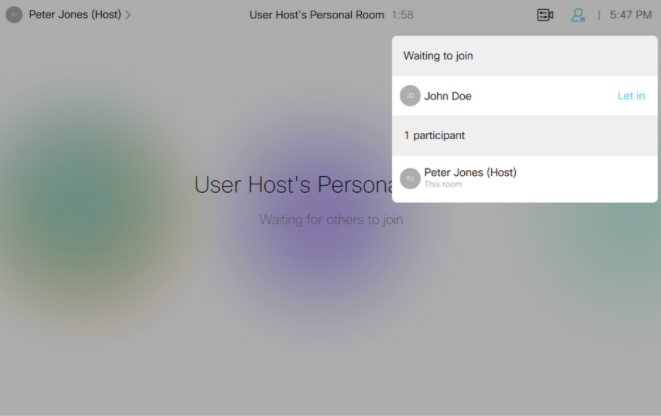 PJ Peter Jones (Host) >
User Host's Personal Room 1:58
| 5:47 PM
Waiting to join
JD John Doe Let in
1 participant
PJ Peter Jones (Host)
This room
User Host's Persona
Waiting for others to join